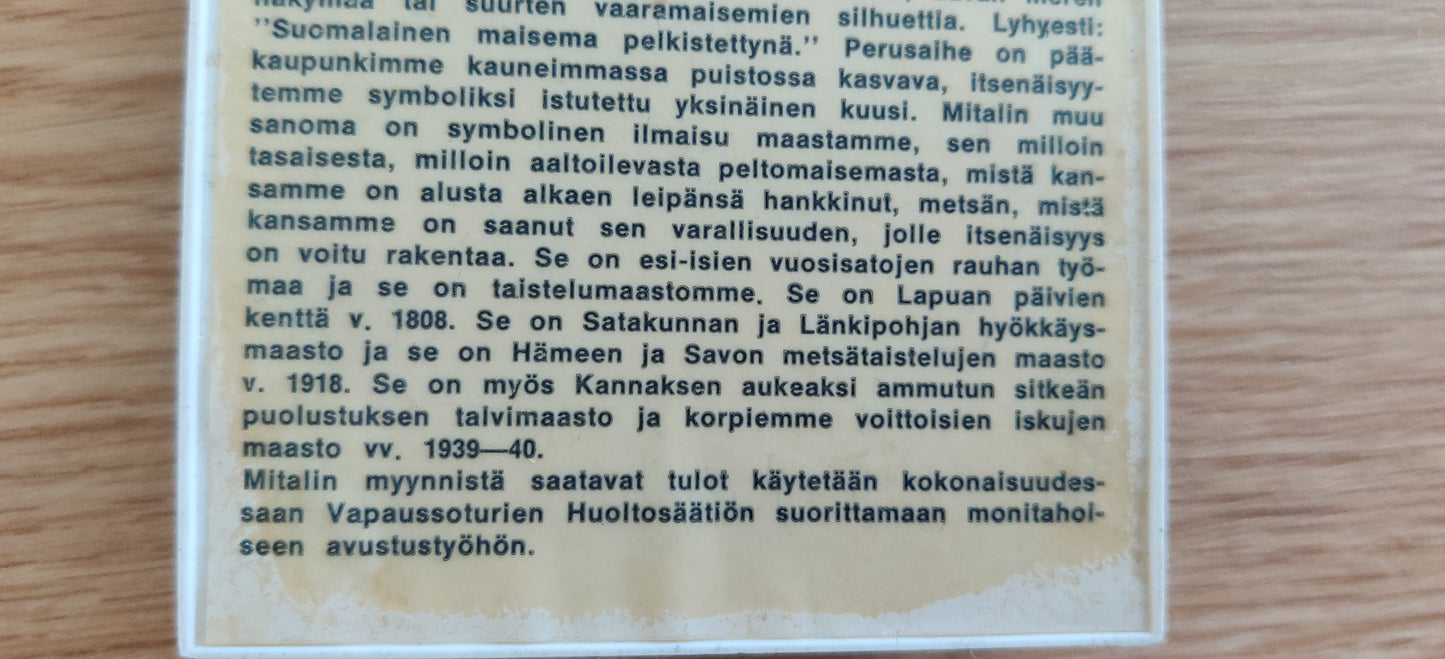 tai suurten vaaramaisemien silhuettia. Lyhyesti:
”Suomalainen maisema pelkistettynä.” Perusaihe on pää-
kaupunkimme kauneimmassa puistossa kasvava, itsenäisyy-
temme symboliksi istutettu yksinäinen kuusi. Mitalin muu
sanoma on symbolinen ilmaisu maastamme, sen milloin
tasaisesta, milloin aaltoilevasta peltomaisemasta, mistä kan-
samme on alusta alkaen leipänsä hankkinut, metsän, mistä
kansamme on saanut sen varallisuuden, jolle itsenäisyys
on voitu rakentaa. Se on esi-isien vuosisatojen rauhan työ-
maa ja se on taistelumaastomme. Se on Lapuan päivien
kenttä v. 1808. Se on Satakunnan ja Länkipohjan hyökkäys-
maasto ja se on Hämeen ja Savon metsätaistelujen maasto
v. 1918. Se on myös Kannaksen aukeaksi ammutun sitkeän
puolustuksen talvimaasto ja korpiemme voittoisien iskujen
maasto vv. 1939—40.
Mitalin myynnistä saatavat tulot käytetään kokonaisuudes-
saan Vapaussoturien Huoltosäätiön suorittamaan monitahoi-
seen avustustyöhön.